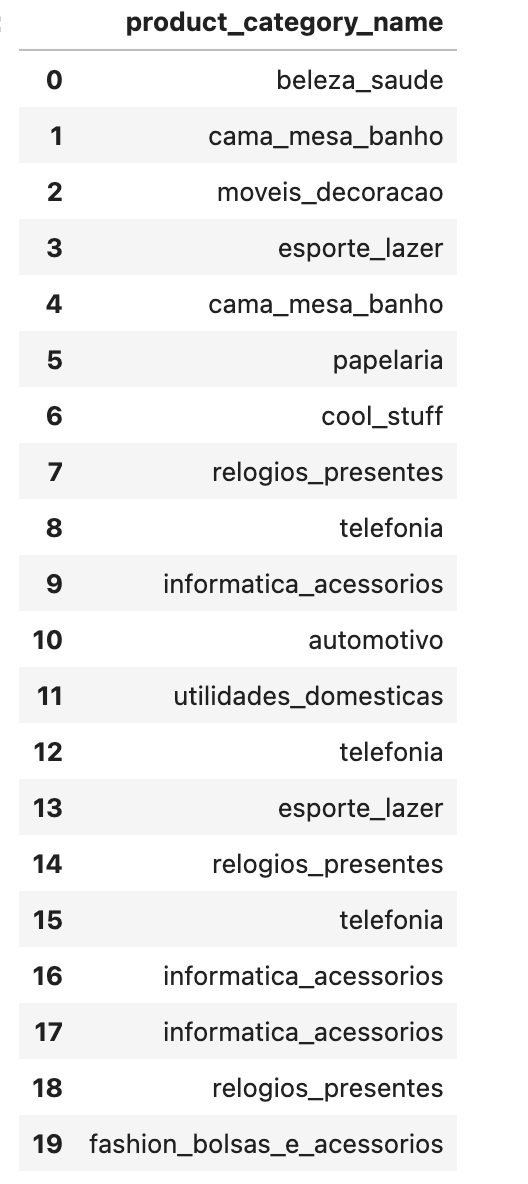 product_category_name
0 beleza_saude
1 cama_mesa_banho
2 moveis_decoracao
3 esporte_lazer
4 cama_mesa_banho
5 papelaria
6 cool_stuff
7 relogios_presentes
8 telefonia
9 informatica_acessorios
10 automotivo
11 utilidades_domesticas
12 telefonia
13 esporte_lazer
14 relogios_presentes
15 telefonia
16 informatica_acessorios
17 informatica_acessorios
18 relogios_presentes
19 fashion_bolsas_e_acessorios